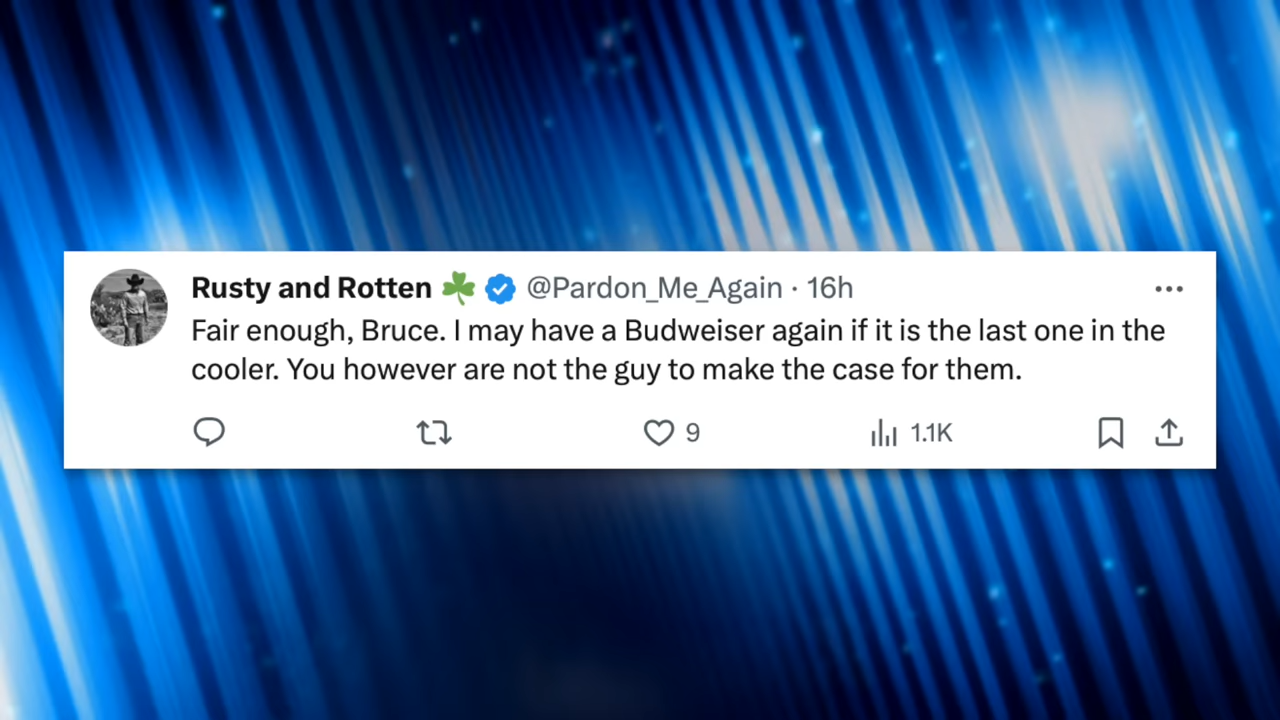 Rusty and Rotten ☘️ @Pardon_Me_Again · 16h
Fair enough, Bruce. I may have a Budweiser again if it is the last one in the
cooler. You however are not the guy to make the case for them.
9 1.1K